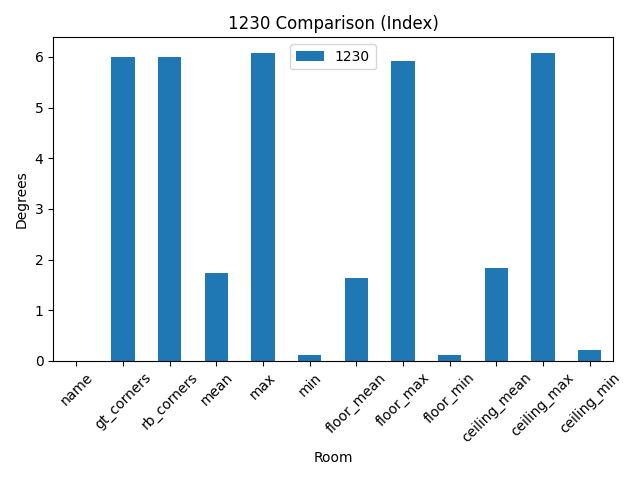 1230 Comparison (Index)
1230
Degrees
6
5
4
3
2
1
0
name
gt_corners
rb_corners
mean
max
min
floor_mean
floor_max
floor_min
ceiling_mean
ceiling_max
ceiling_min
Room